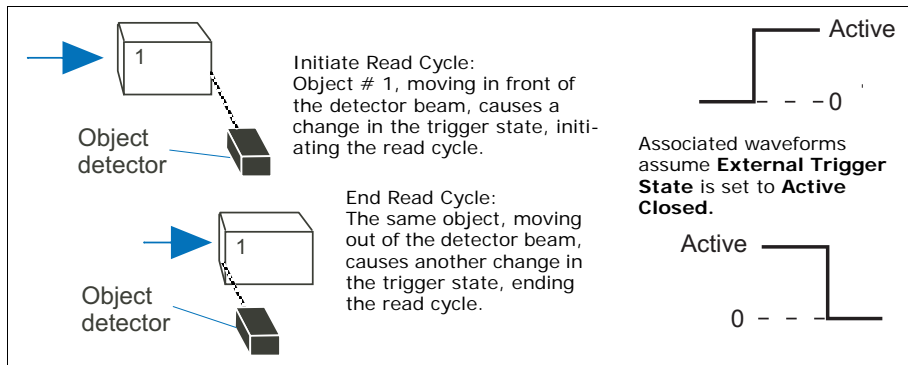 1
Object
detector
Initiate Read Cycle:
Object # 1, moving in front of
the detector beam, causes a
change in the trigger state, initi-
ating the read cycle.
Active
0
Associated waveforms
assume External Trigger
State is set to Active
Closed.
1
Object
detector
End Read Cycle:
The same object, moving
out of the detector beam,
causes another change in
the trigger state, ending
the read cycle.
Active
0